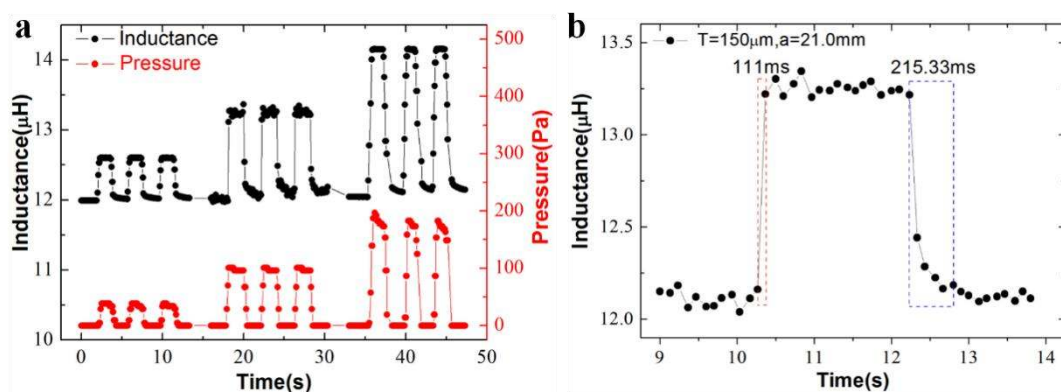 a
Inductance
Pressure
Inductance(μH)
14
13
12
11
10
500
400
300
200
100
0
Pressure(Pa)
0 10 20 30 40 50
Time(s)
b
T=150μm,a=21.0mm
111ms
215.33ms
Inductance(μH)
13.5
13.0
12.5
12.0
9 10 11 12 13 14
Time(s)